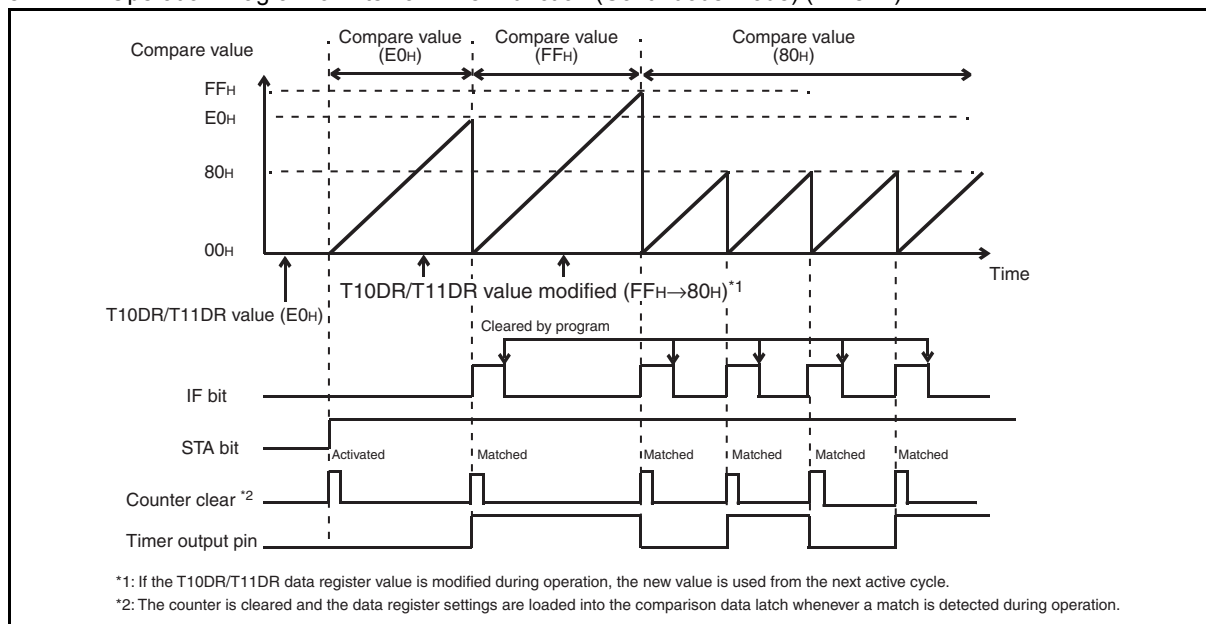 Compare value
Compare value
(E0H)
Compare value
(FFH)
Compare value
(80H)
FFH
E0H
80H
00H
Time
T10DR/T11DR value modified (FFH→80H)*1
T10DR/T11DR value (E0H)
Cleared by program
IF bit
STA bit
Activated
Matched
Matched
Matched
Matched
Matched
Counter clear *2
Timer output pin
*1: If the T10DR/T11DR data register value is modified during operation, the new value is used from the next active cycle.
*2: The counter is cleared and the data register settings are loaded into the comparison data latch whenever a match is detected during operation.